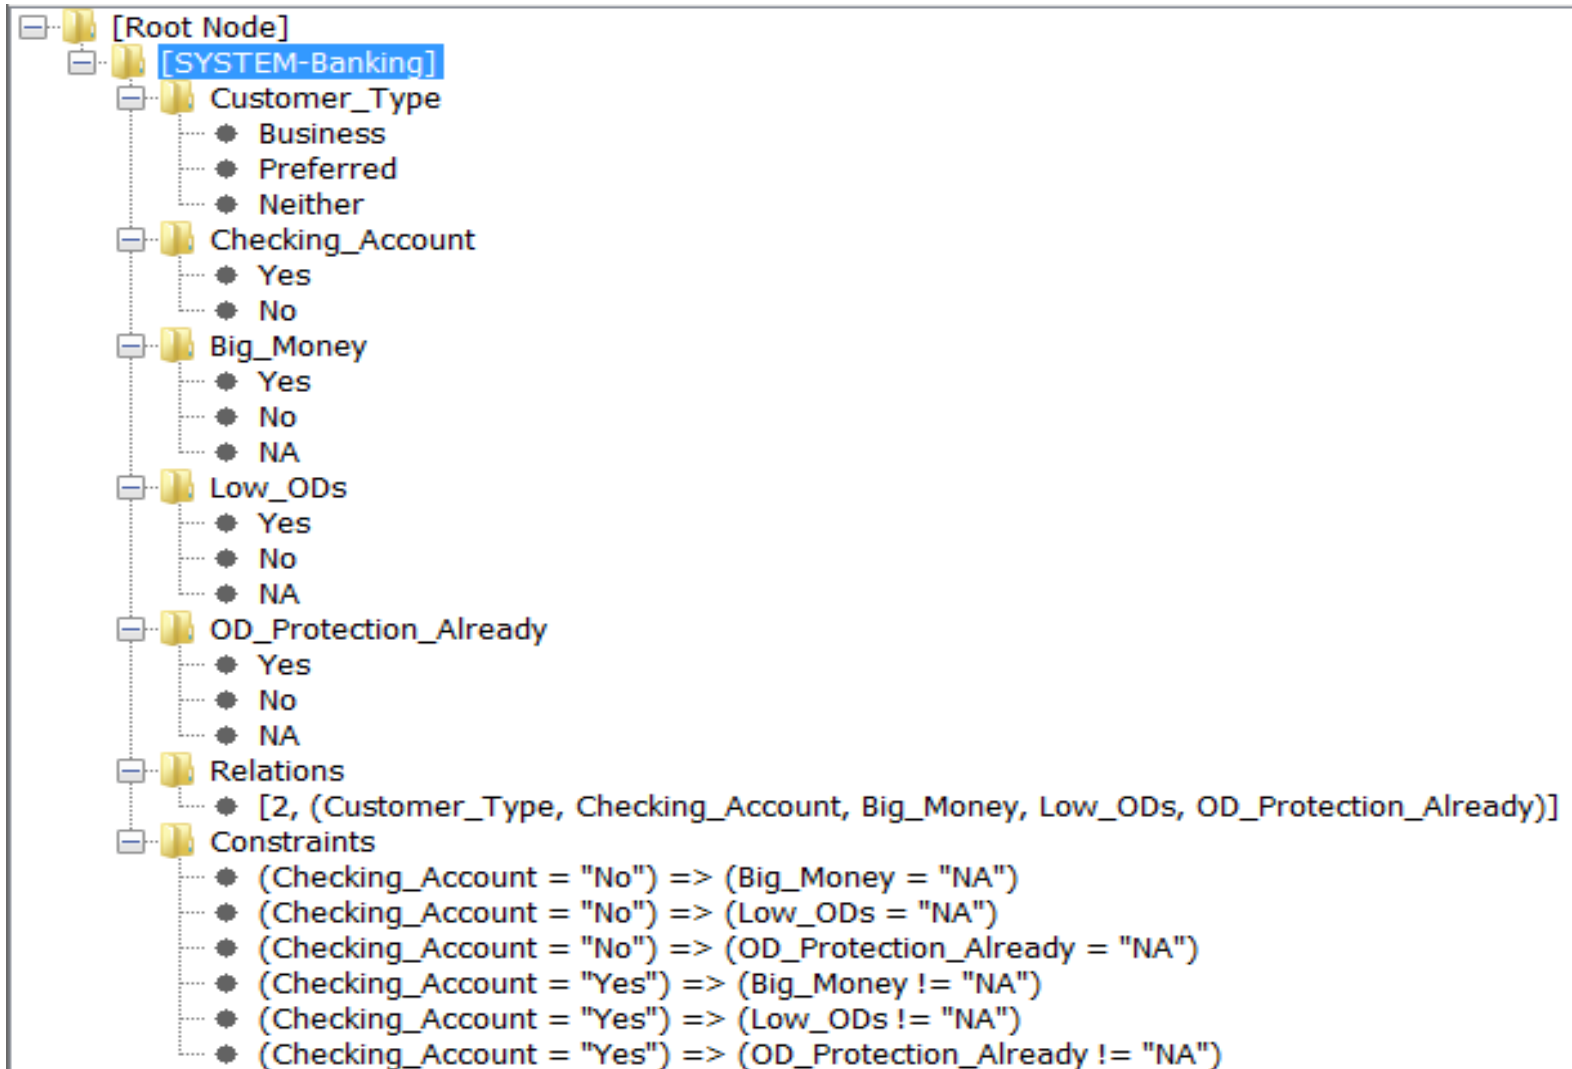 [Root Node]
[SYSTEM-Banking]
Customer_Type
Business
Preferred
Neither
Checking_Account
Yes
No
Big_Money
Yes
No
NA
Low_ODs
Yes
No
NA
OD_Protection_Already
Yes
No
NA
Relations
[2, (Customer_Type, Checking_Account, Big_Money, Low_ODs, OD_Protection_Already)]
Constraints
(Checking_Account = "No") => (Big_Money = "NA")
(Checking_Account = "No") => (Low_ODs = "NA")
(Checking_Account = "No") => (OD_Protection_Already = "NA")
(Checking_Account = "Yes") => (Big_Money != "NA")
(Checking_Account = "Yes") => (Low_ODs != "NA")
(Checking_Account = "Yes") => (OD_Protection_Already != "NA")